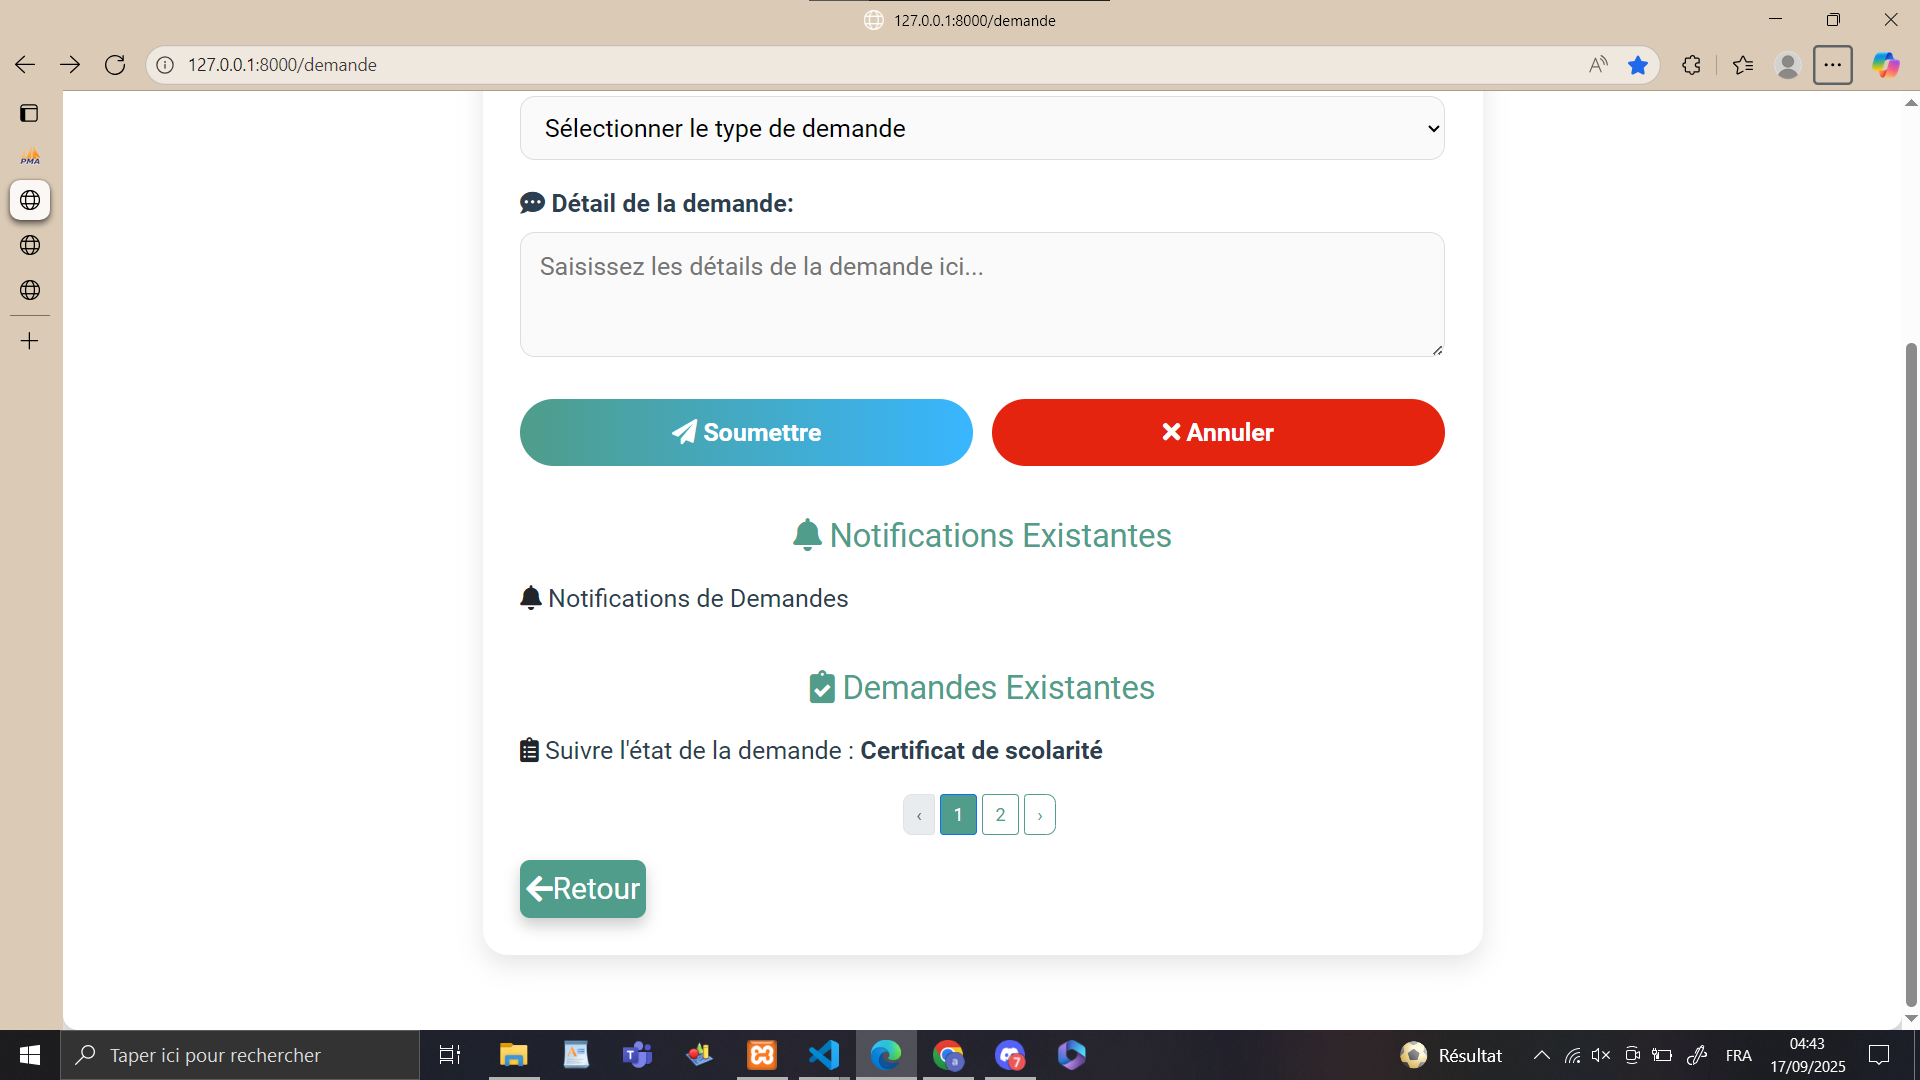 127.0.0.1:8000/demande
127.0.0.1:8000/demande
PMA
Sélectionner le type de demande
Détail de la demande:
Saisissez les détails de la demande ici...
Soumettre
Annuler
Notifications Existantes
Notifications de Demandes
Demandes Existantes
Suivre l'état de la demande : Certificat de scolarité
‹ 1 2 ›
Retour
Taper ici pour rechercher
7
Résultat
FRA
04:43
17/09/2025